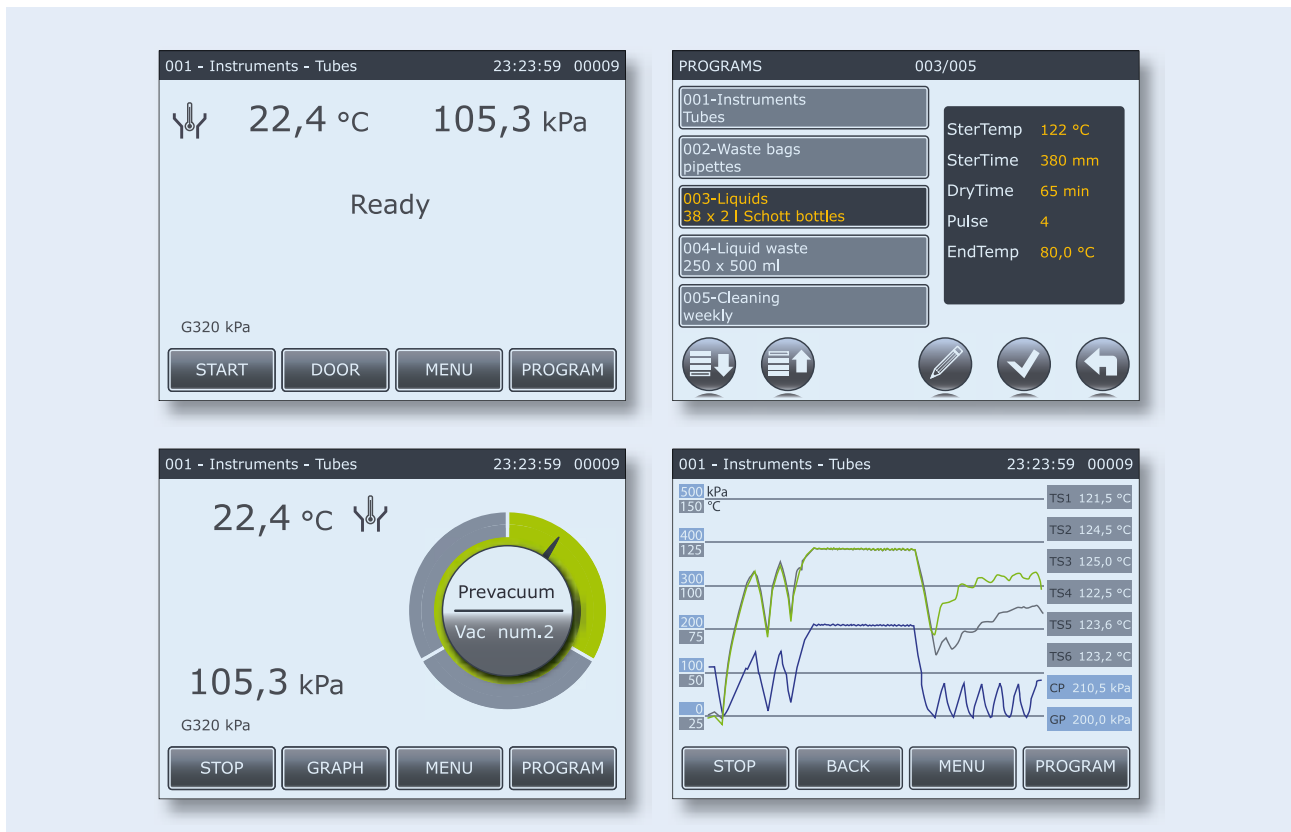 001 - Instruments - Tubes 23:23:59 00009
22,4 °C 105,3 kPa
Ready
G320 kPa
START DOOR MENU PROGRAM
PROGRAMS 003/005
001-Instruments
Tubes
002-Waste bags
pipettes
003-Liquids
38 x 2 l Schott bottles
004-Liquid waste
250 x 500 ml
005-Cleaning
weekly
SterTemp 122 °C
SterTime 380 mm
DryTime 65 min
Pulse 4
EndTemp 80,0 °C
001 - Instruments - Tubes 23:23:59 00009
22,4 °C
Prevacuum
Vac num.2
105,3 kPa
G320 kPa
STOP GRAPH MENU PROGRAM
001 - Instruments - Tubes 23:23:59 00009
500 kPa
150 °C
400
125
300
100
200
75
100
50
0
25
TS1 121,5 °C
TS2 124,5 °C
TS3 125,0 °C
TS4 122,5 °C
TS5 123,6 °C
TS6 123,2 °C
CP 210,5 kPa
GP 200,0 kPa
STOP BACK MENU PROGRAM